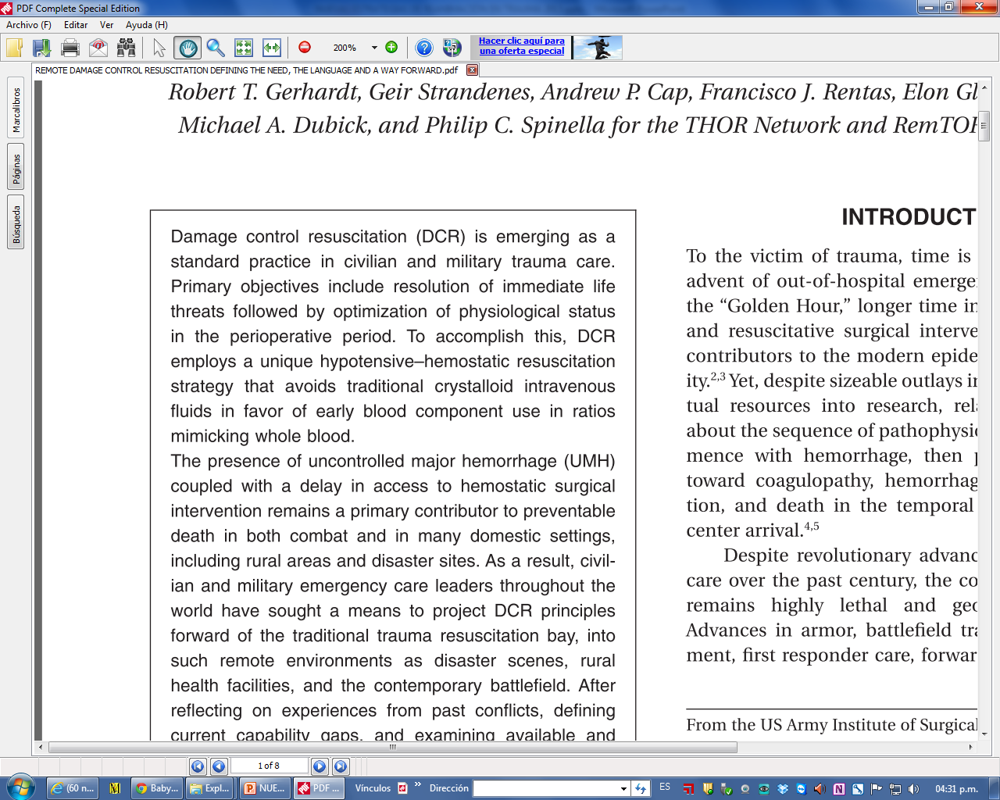 PDF Complete Special Edition
Archivo (F) Editar Ver Ayuda (H)
200%
Hacer clic aquí para
una oferta especial
REMOTE DAMAGE CONTROL RESUSCITATION DEFINING THE NEED, THE LANGUAGE AND A WAY FORWARD.pdf
Marcalibros
Páginas
Búsqueda
Robert T. Gerhardt, Geir Strandenes, Andrew P. Cap, Francisco J. Rentas, Elon Gl
Michael A. Dubick, and Philip C. Spinella for the THOR Network and RemTOR
Damage control resuscitation (DCR) is emerging as a
standard practice in civilian and military trauma care.
Primary objectives include resolution of immediate life
threats followed by optimization of physiological status
in the perioperative period. To accomplish this, DCR
employs a unique hypotensive–hemostatic resuscitation
strategy that avoids traditional crystalloid intravenous
fluids in favor of early blood component use in ratios
mimicking whole blood.
The presence of uncontrolled major hemorrhage (UMH)
coupled with a delay in access to hemostatic surgical
intervention remains a primary contributor to preventable
death in both combat and in many domestic settings,
including rural areas and disaster sites. As a result, civil-
ian and military emergency care leaders throughout the
world have sought a means to project DCR principles
forward of the traditional trauma resuscitation bay, into
such remote environments as disaster scenes, rural
health facilities, and the contemporary battlefield. After
reflecting on experiences from past conflicts, defining
current capability gaps, and examining available and
INTRODUCT
To the victim of trauma, time is
advent of out-of-hospital emerge
the “Golden Hour,” longer time in
and resuscitative surgical interve
contributors to the modern epide
ity.2,3 Yet, despite sizeable outlays in
tual resources into research, rela
about the sequence of pathophysio
mence with hemorrhage, then p
toward coagulopathy, hemorrhag
tion, and death in the temporal
center arrival.4,5
Despite revolutionary advanc
care over the past century, the co
remains highly lethal and geo
Advances in armor, battlefield tra
ment, first responder care, forwar
From the US Army Institute of Surgical
1 of 8
(60 n... Baby... Expl... NUE... PDF ... Vínculos » Dirección ES 04:31 p.m.